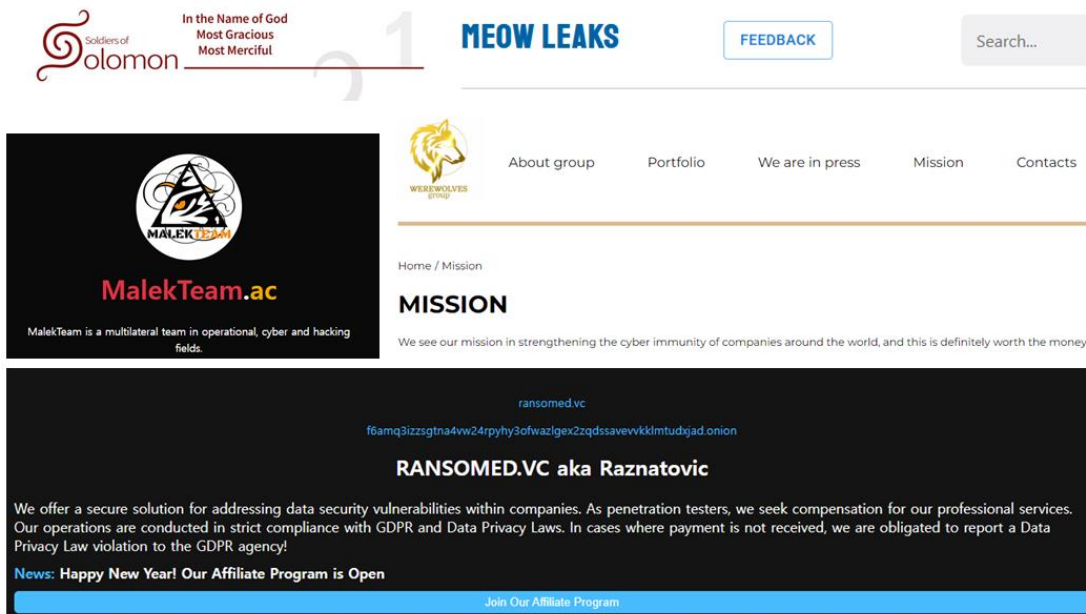 In the Name of God
Most Gracious
Most Merciful
Soldiers of
Solomon
2
1
MEOW LEAKS
FEEDBACK
Search...
MALEKTEAM
MalekTeam.ac
MalekTeam is a multilateral team in operational, cyber and hacking
fields.
WEREWOLVES
group
About group
Portfolio
We are in press
Mission
Contacts
Home / Mission
MISSION
We see our mission in strengthening the cyber immunity of companies around the world, and this is definitely worth the money
ransomed.vc
f6amq3izzsgtna4vw24rpyhy3ofwazlgex2zqdssavevvkklmtudxjad.onion
RANSOMED.VC aka Raznatovic
We offer a secure solution for addressing data security vulnerabilities within companies. As penetration testers, we seek compensation for our professional services.
Our operations are conducted in strict compliance with GDPR and Data Privacy Laws. In cases where payment is not received, we are obligated to report a Data
Privacy Law violation to the GDPR agency!
News: Happy New Year! Our Affiliate Program is Open
Join Our Affiliate Program